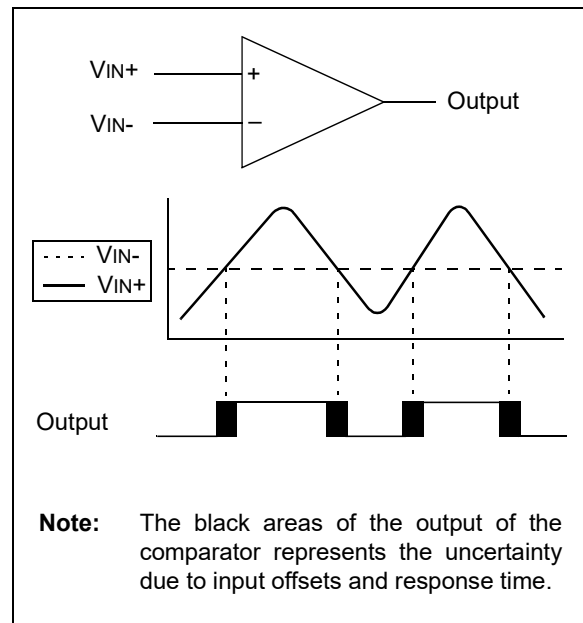 VIN+
+
Output
VIN-
–
VIN-
VIN+
Output
Note: The black areas of the output of the
comparator represents the uncertainty
due to input offsets and response time.